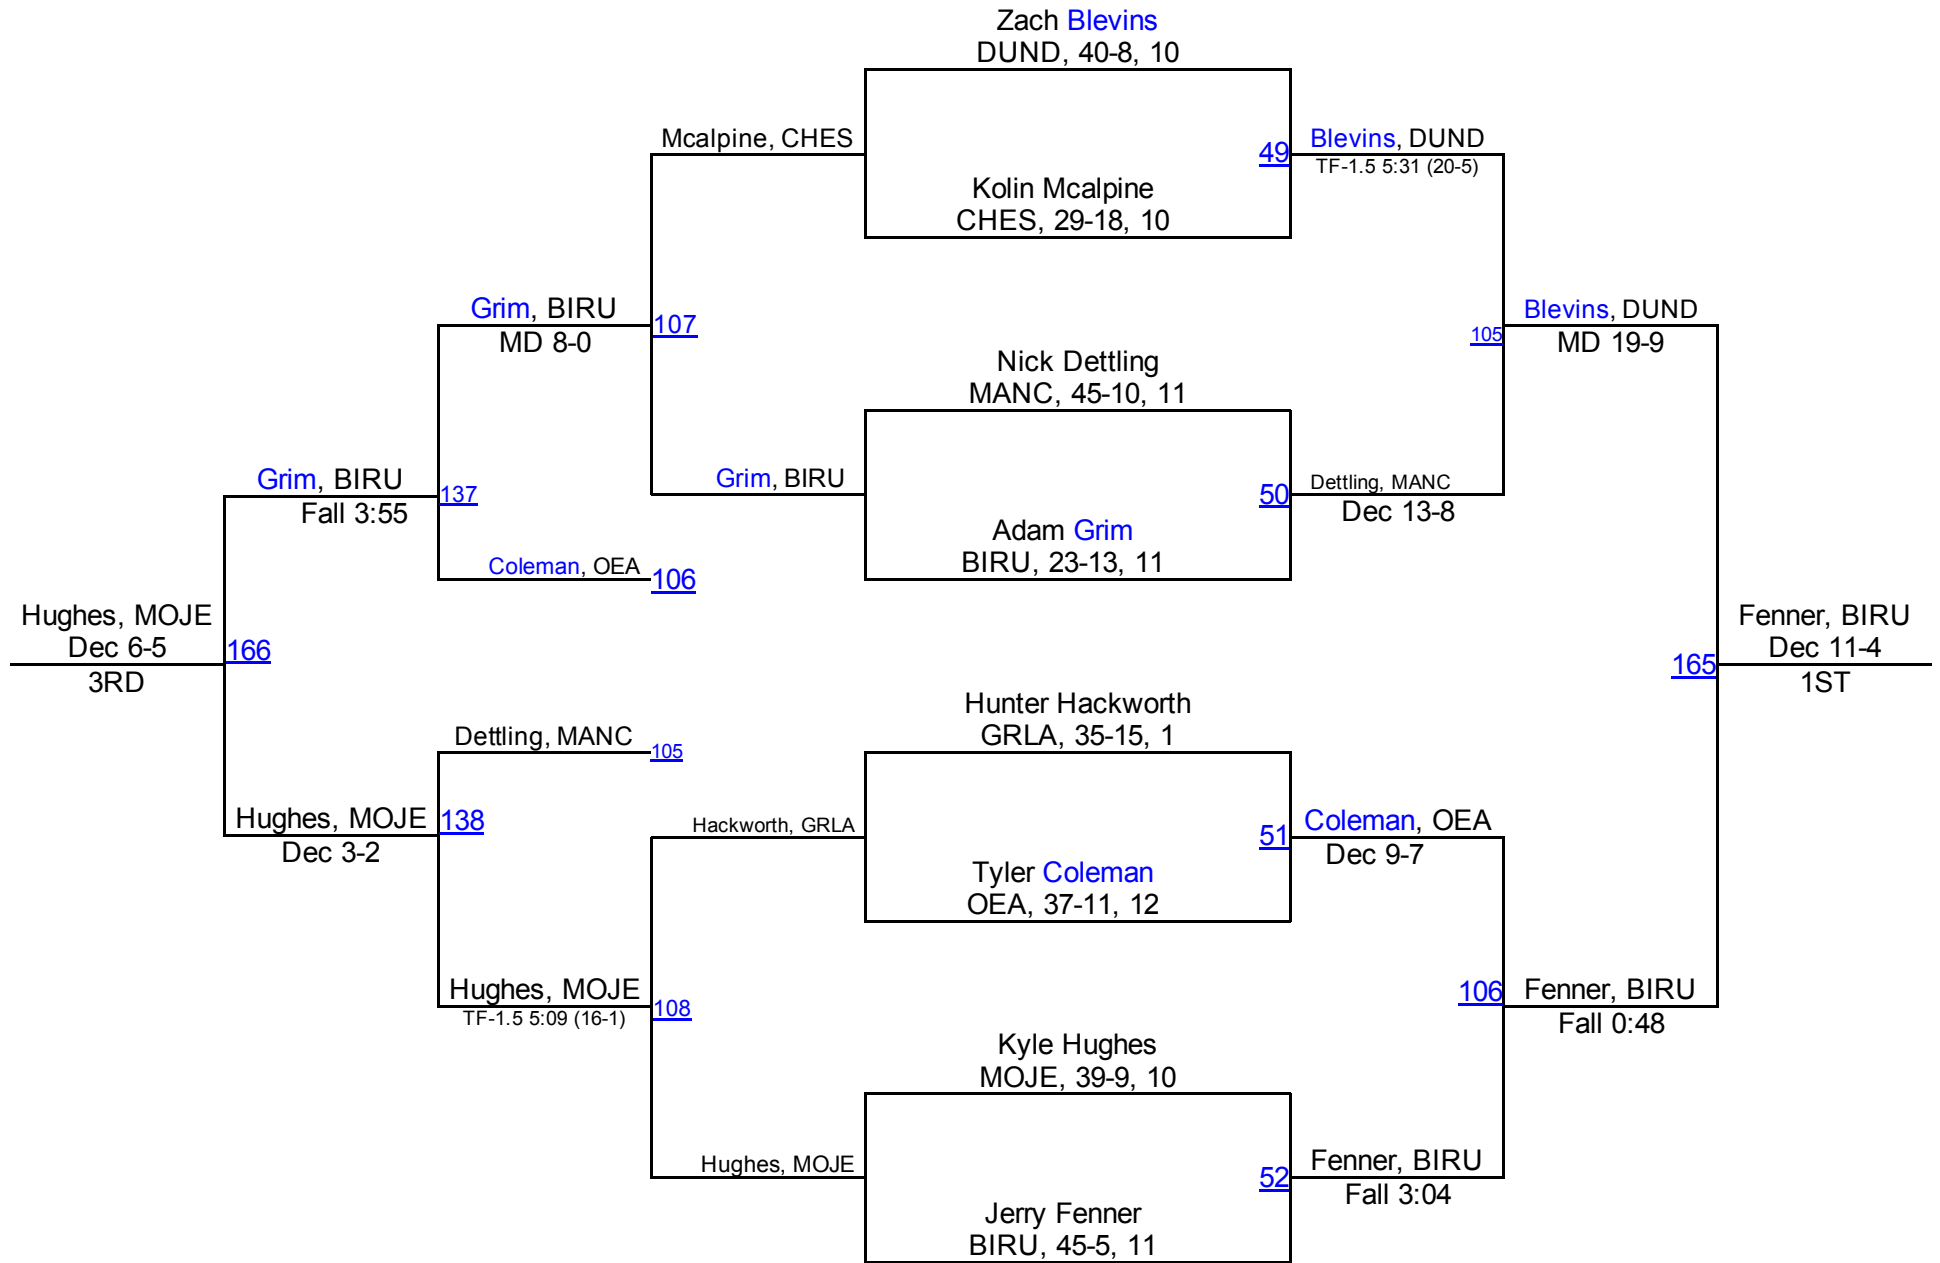 Zach Blevins
DUND, 40-8, 10
Mcalpine, CHES
49
Blevins, DUND
TF-1.5 5:31 (20-5)
Kolin Mcalpine
CHES, 29-18, 10
Grim, BIRU
MD 8-0
107
105
Blevins, DUND
MD 19-9
Nick Dettling
MANC, 45-10, 11
Grim, BIRU
Fall 3:55
137
Grim, BIRU
50
Dettling, MANC
Dec 13-8
Adam Grim
BIRU, 23-13, 11
Coleman, OEA
106
Hughes, MOJE
Dec 6-5
3RD
166
165
Fenner, BIRU
Dec 11-4
1ST
Hunter Hackworth
GRLA, 35-15, 1
Dettling, MANC
105
Hughes, MOJE
Dec 3-2
138
Hackworth, GRLA
51
Coleman, OEA
Dec 9-7
Tyler Coleman
OEA, 37-11, 12
Hughes, MOJE
TF-1.5 5:09 (16-1)
108
106
Fenner, BIRU
Fall 0:48
Kyle Hughes
MOJE, 39-9, 10
Hughes, MOJE
52
Fenner, BIRU
Fall 3:04
Jerry Fenner
BIRU, 45-5, 11